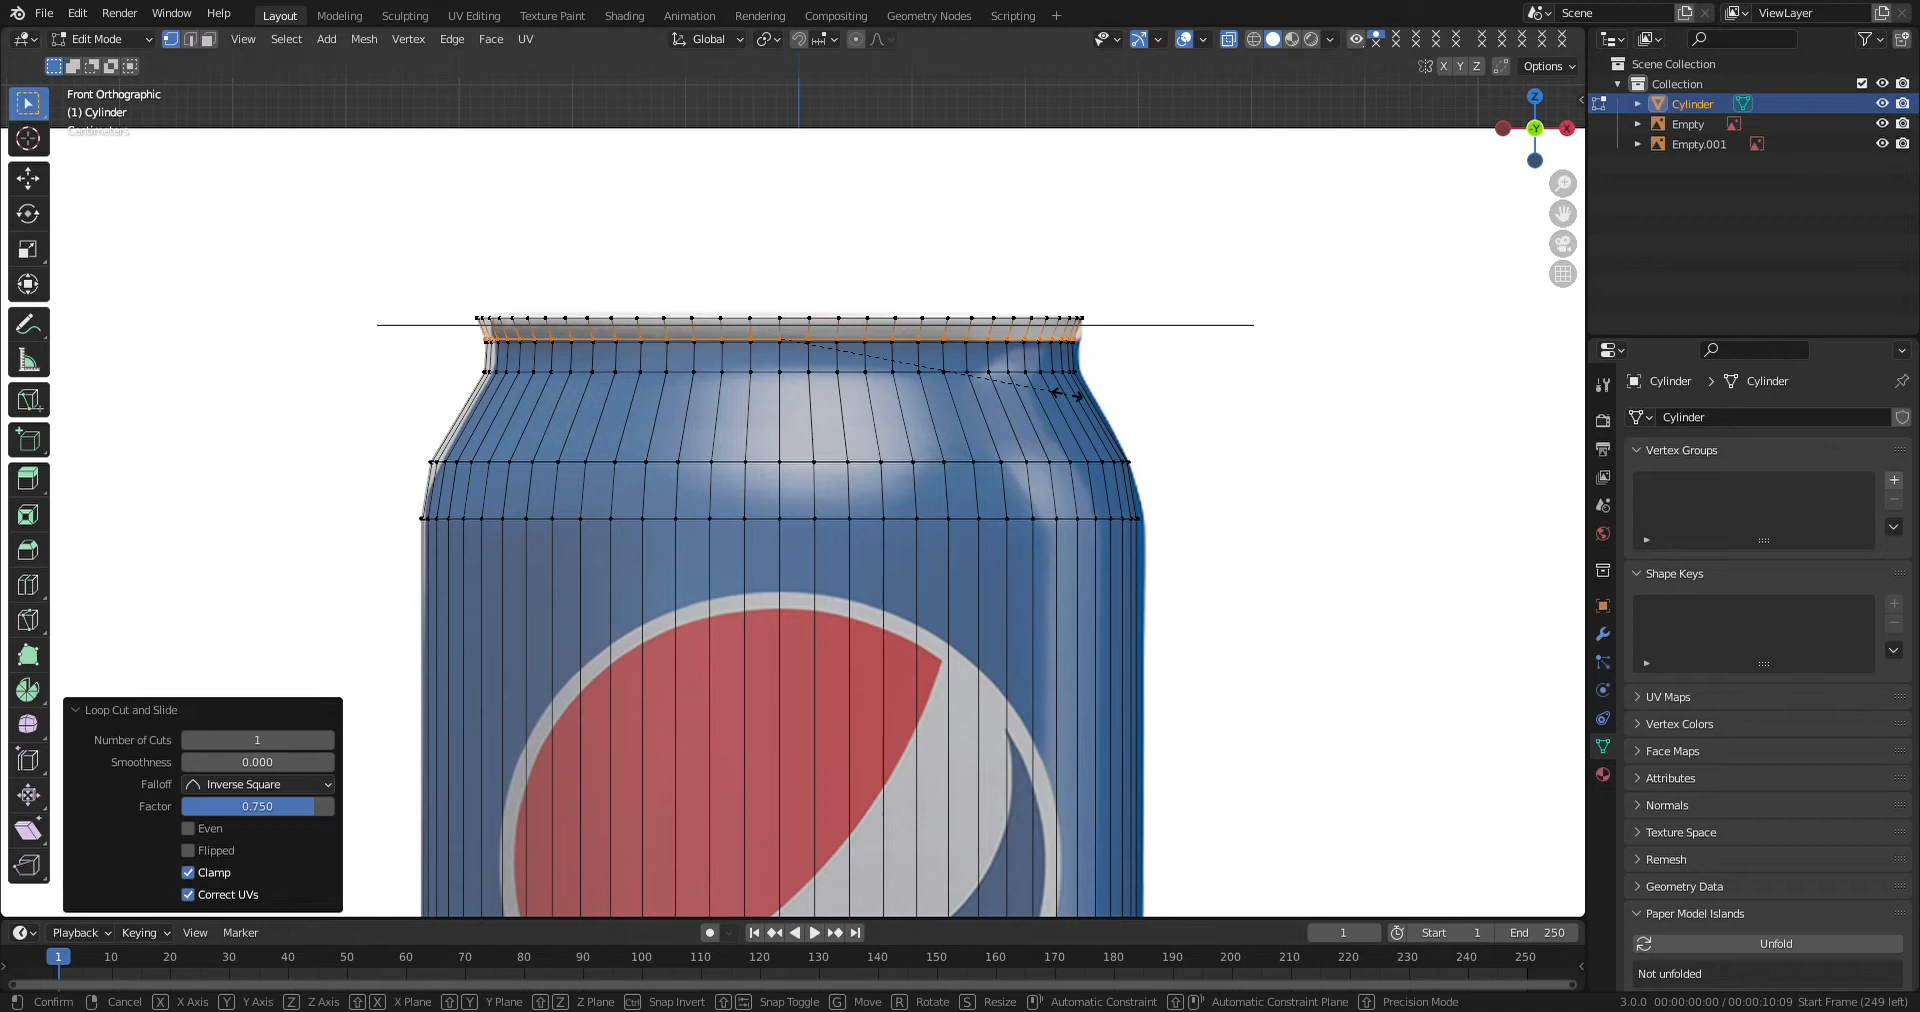 File Edit Render Window Help Layout Modeling Sculpting UV Editing Texture Paint Shading Animation Rendering Compositing Geometry Nodes Scripting + Scene ViewLayer
Edit Mode View Select Add Mesh Vertex Edge Face UV Global
X Y Z Options
Front Orthographic
(1) Cylinder
Centimeters
Z
-Y
X
Scene Collection
Collection
Cylinder
Empty
Empty.001
Cylinder > Cylinder
Cylinder
Vertex Groups
Shape Keys
UV Maps
Vertex Colors
Face Maps
Attributes
Normals
Texture Space
Remesh
Geometry Data
Paper Model Islands
Unfold
Not unfolded
Loop Cut and Slide
Number of Cuts 1
Smoothness 0.000
Falloff Inverse Square
Factor 0.750
Even
Flipped
Clamp
Correct UVs
Playback Keying View Marker 1 Start 1 End 250
1 10 20 30 40 50 60 70 80 90 100 110 120 130 140 150 160 170 180 190 200 210 220 230 240 250
Confirm Cancel X X Axis Y Y Axis Z Z Axis X X Plane Y Y Plane Z Z Plane Ctrl Snap Invert Snap Toggle G Move R Rotate S Resize Automatic Constraint Automatic Constraint Plane Precision Mode 3.0.0 00:00:00:00 / 00:00:10:09 Start Frame (249 left)